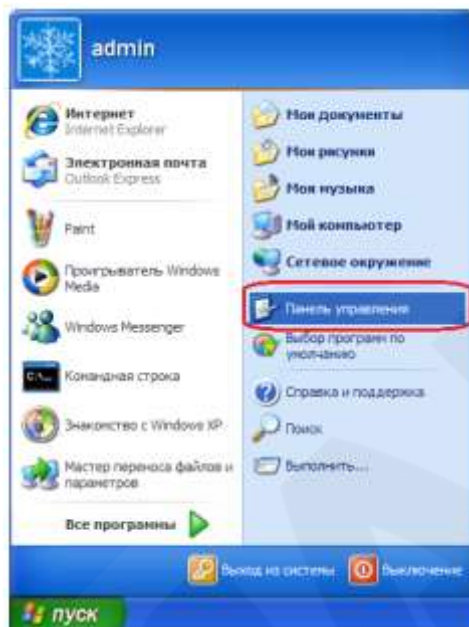 admin
Интернет
Internet Explorer
Электронная почта
Outlook Express
Paint
Проигрыватель Windows
Media
Windows Messenger
Командная строка
Знакомство с Windows XP
Мастер переноса файлов и
параметров
Все программы
Мои документы
Мои рисунки
Моя музыка
Мой компьютер
Сетевое окружение
Панель управления
Выбор программ по
умолчанию
Справка и поддержка
Поиск
Выполнить...
Выход из системы
Выключение
пуск